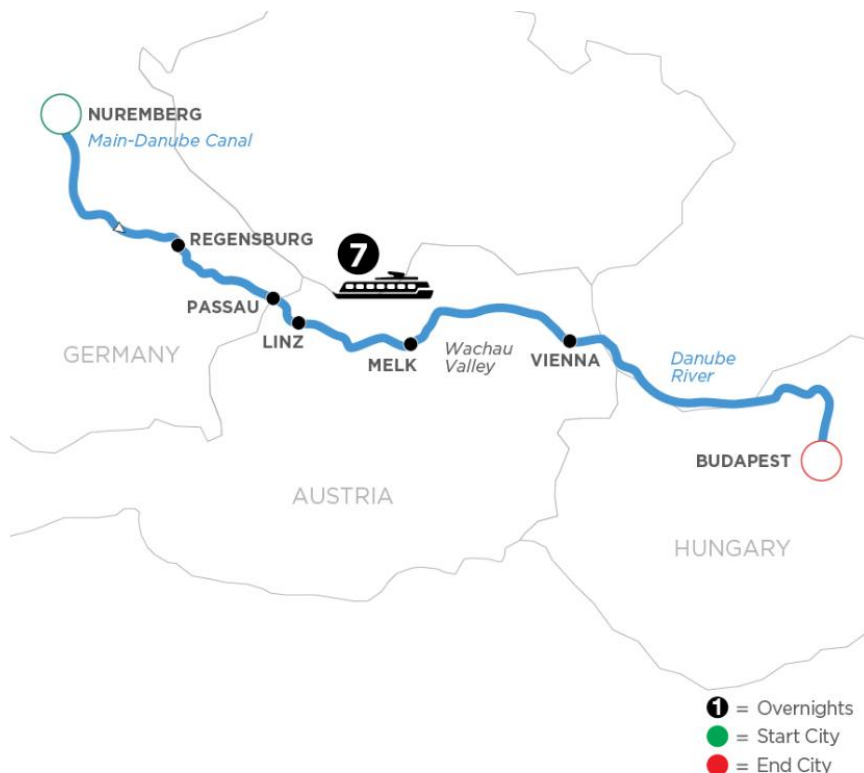 NUREMBERG
Main-Danube Canal
REGENSBURG
7
PASSAU
LINZ
GERMANY
MELK
Wachau
Valley
VIENNA
Danube
River
BUDAPEST
AUSTRIA
HUNGARY
1 = Overnights
= Start City
= End City